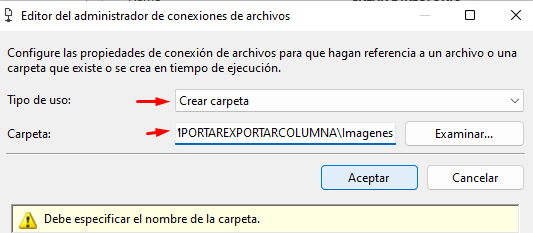 Editor del administrador de conexiones de archivos
Configure las propiedades de conexión de archivos para que hagan referencia a un archivo o una
carpeta que existe o se crea en tiempo de ejecución.
Tipo de uso: Crear carpeta
Carpeta: PORTAREXPORTARCOLUMNA\Imagenes Examinar...
Aceptar Cancelar
Debe especificar el nombre de la carpeta.